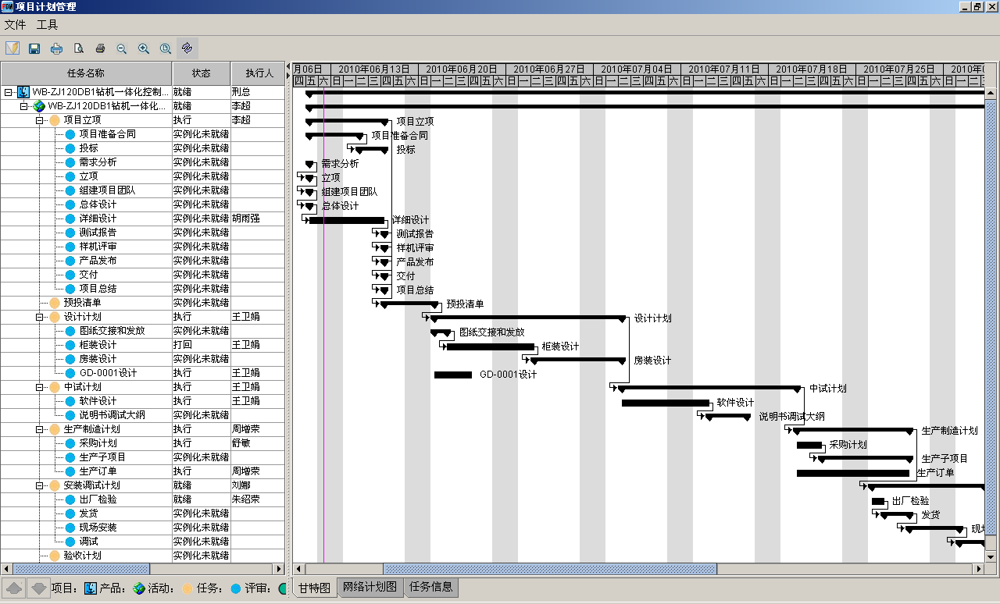 项目计划管理
文件 工具
任务名称 状态 执行人
WB-ZJ120DB1钻机一体化控制... 就绪 刑总
WB-ZJ120DB1钻机一体化... 就绪 李超
项目立项 执行 李超
项目准备合同 实例化未就绪
投标 实例化未就绪
需求分析 实例化未就绪
立项 实例化未就绪
组建项目团队 实例化未就绪
总体设计 实例化未就绪
详细设计 实例化未就绪 胡雨强
测试报告 实例化未就绪
样机评审 实例化未就绪
产品发布 实例化未就绪
交付 实例化未就绪
项目总结 实例化未就绪
预投清单 实例化未就绪
设计计划 执行 王卫娟
图纸交接和发放 实例化未就绪
柜装设计 打回 王卫娟
房装设计 实例化未就绪
GD-0001设计 执行 王卫娟
中试计划 执行 王卫娟
软件设计 执行 王卫娟
说明书调试大纲 实例化未就绪
生产制造计划 执行 周增荣
采购计划 执行 舒敏
生产子项目 实例化未就绪
生产订单 执行 周增荣
安装调试计划 就绪 刘娜
出厂检验 就绪 朱绍荣
发货 实例化未就绪
现场安装 实例化未就绪
调试 实例化未就绪
验收计划 实例化未就绪
月06日 2010年06月13日 2010年06月20日 2010年06月27日 2010年07月04日 2010年07月11日 2010年07月18日 2010年07月25日 2010年0
四 五 六 日 一 二 三 四 五 六 日 一 二 三 四 五 六 日 一 二 三 四 五 六 日 一 二 三 四 五 六 日 一 二 三 四 五 六 日 一 二 三 四 五 六 日 一 二 三 四 五 六 日 一 二
项目立项
项目准备合同
投标
需求分析
立项
组建项目团队
总体设计
详细设计
测试报告
样机评审
产品发布
交付
项目总结
预投清单
设计计划
图纸交接和发放
柜装设计
房装设计
GD-0001设计
中试计划
软件设计
说明书调试大纲
生产制造计划
采购计划
生产子项目
生产订单
出厂检验
发货
现
项目: 产品: 活动: 任务: 评审:
甘特图 网络计划图 任务信息